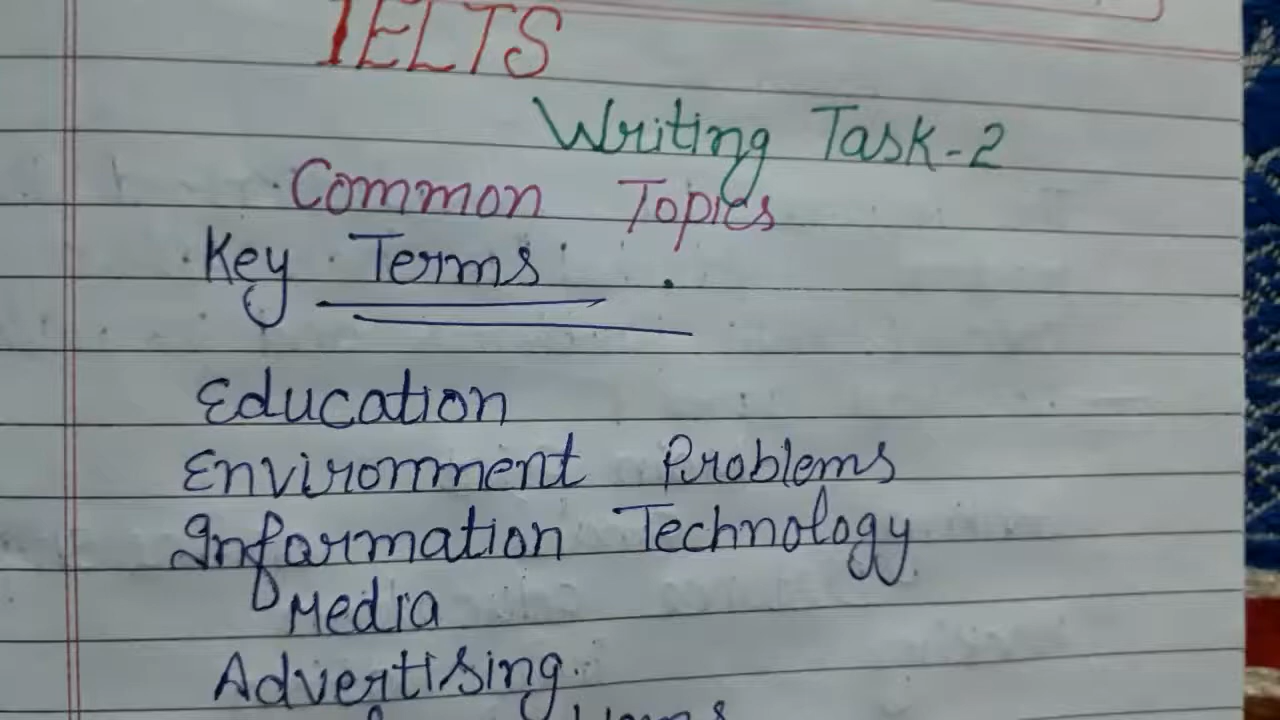 IELTS
Writing Task-2
Common Topics
Key Terms
Education
Environment Problems
Information Technology
Media
Advertising